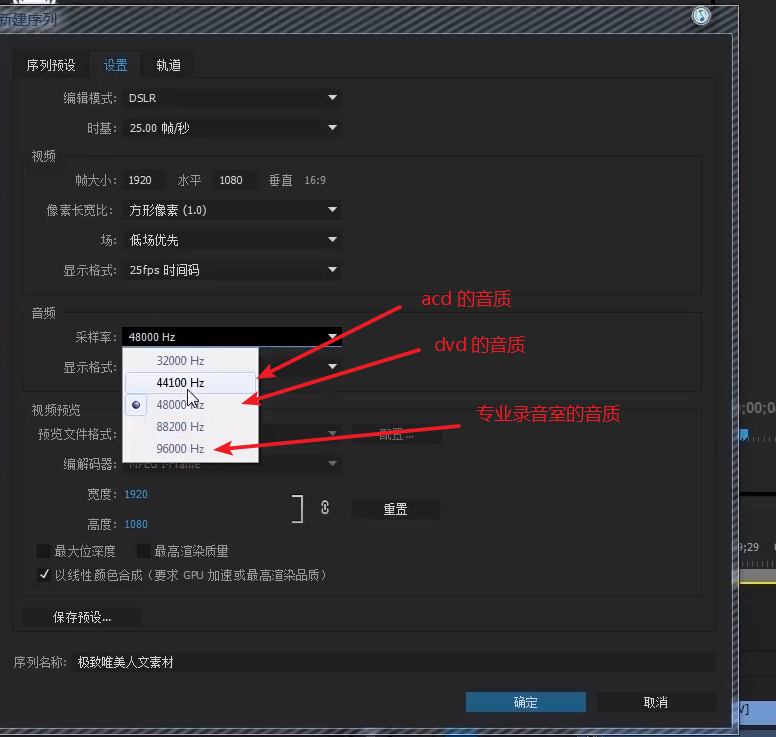 新建序列
序列预设 设置 轨道
编辑模式: DSLR
时基: 25.00 帧/秒
视频
帧大小: 1920 水平 1080 垂直 16:9
像素长宽比: 方形像素 (1.0)
场: 低场优先
显示格式: 25fps 时间码
acd 的音质
音频
采样率: 48000 Hz
dvd 的音质
32000 Hz
显示格式:
44100 Hz
48000 Hz
视频预览
专业录音室的音质
88200 Hz
预览文件格式: 配置...
96000 Hz
编解码器: MPEG I-Frame
宽度: 1920
重置
高度: 1080
最大位深度 最高渲染质量
以线性颜色合成（要求 GPU 加速或最高渲染品质）
保存预设...
序列名称: 极致唯美人文素材
确定 取消
;00;0
9;29
V]